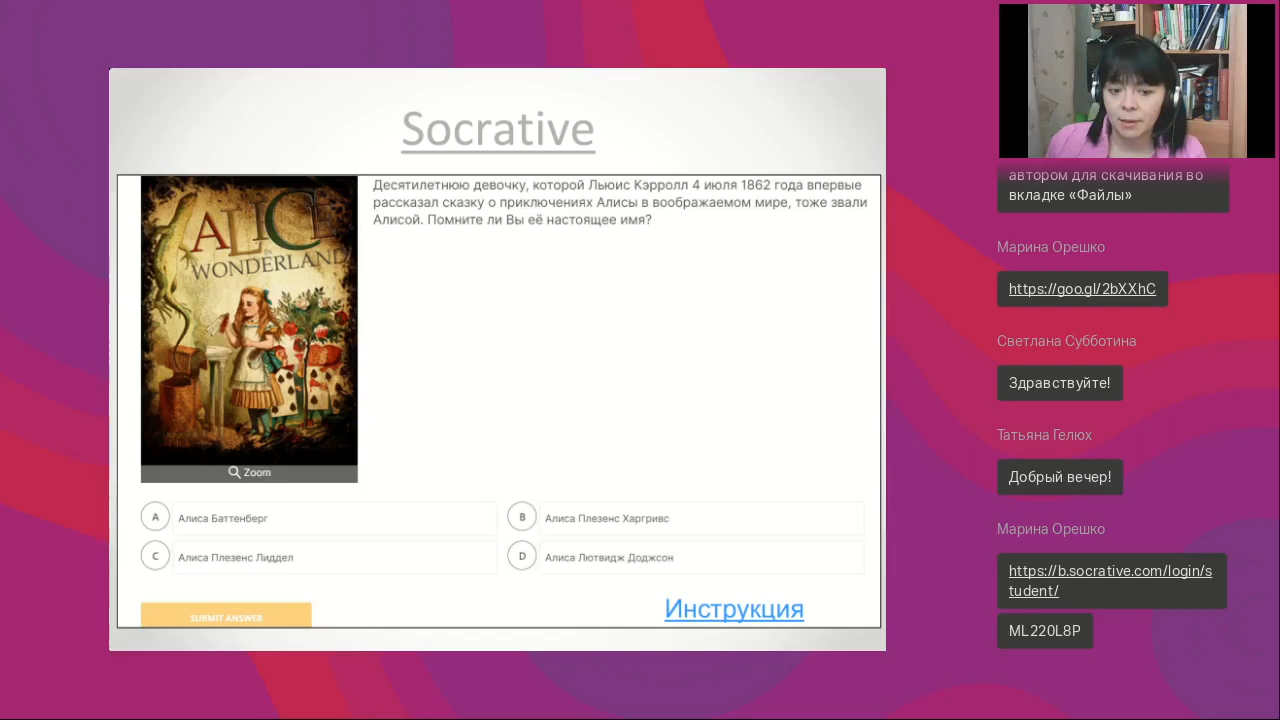 Socrative
ALICE
IN
WONDERLAND
Десятилетнюю девочку, которой Льюис Кэрролл 4 июля 1862 года впервые
рассказал сказку о приключениях Алисы в воображаемом мире, тоже звали
Алисой. Помните ли Вы её настоящее имя?
Zoom
A Алиса Баттенберг
B Алиса Плезенс Харгривс
C Алиса Плезенс Лидделл
D Алиса Лютвидж Доджсон
SUBMIT ANSWER
Инструкция
автором для скачивания во
вкладке «Файлы»
Марина Орешко
https://goo.gl/2bXXhC
Светлана Субботина
Здравствуйте!
Татьяна Гелюх
Добрый вечер!
Марина Орешко
https://b.socrative.com/login/s
tudent/
ML220L8P